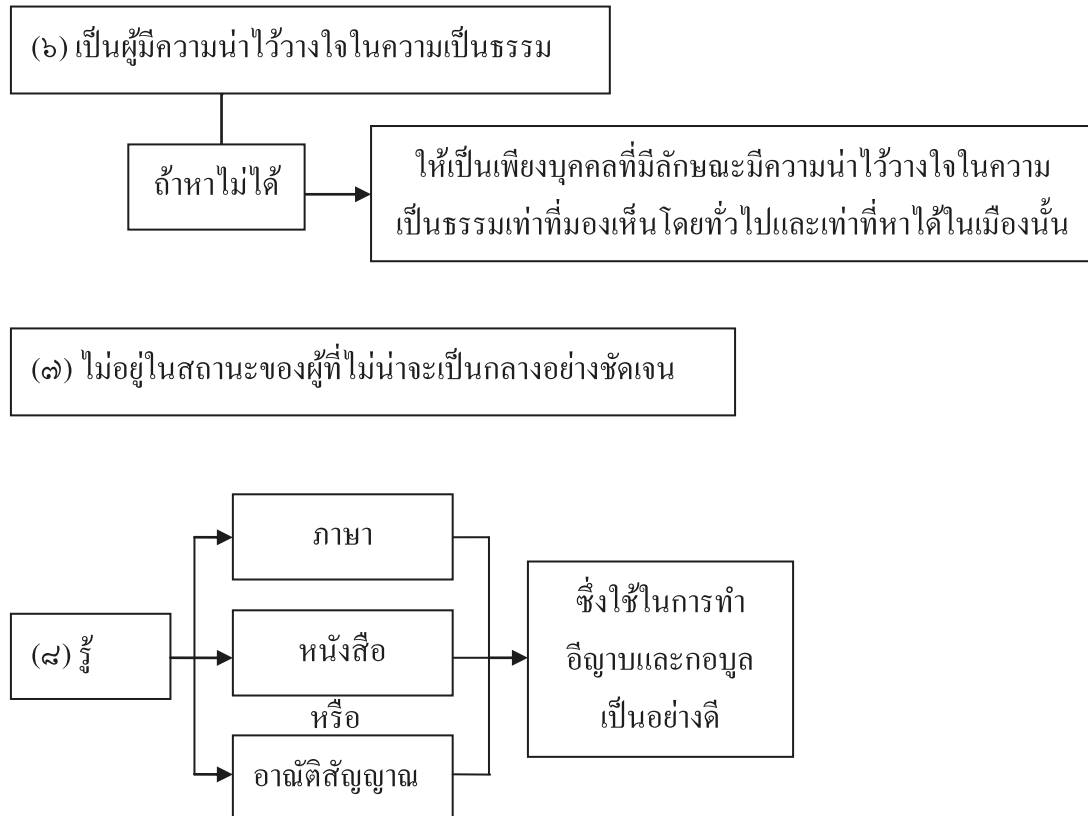 (๖) เป็นผู้มีความน่าไว้วางใจในความเป็นธรรม
ถ้าหาไม่ได้
ให้เป็นเพียงบุคคลที่มีลักษณะมีความน่าไว้วางใจในความ
เป็นธรรมเท่าที่มองเห็นโดยทั่วไปและเท่าที่หาได้ในเมืองนั้น
(๗) ไม่อยู่ในสถานะของผู้ที่ไม่น่าจะเป็นกลางอย่างชัดเจน
(๘) รู้
ภาษา
หนังสือ
หรือ
อาณัติสัญญาณ
ซึ่งใช้ในการทำ
อีญาบและกอบูล
เป็นอย่างดี